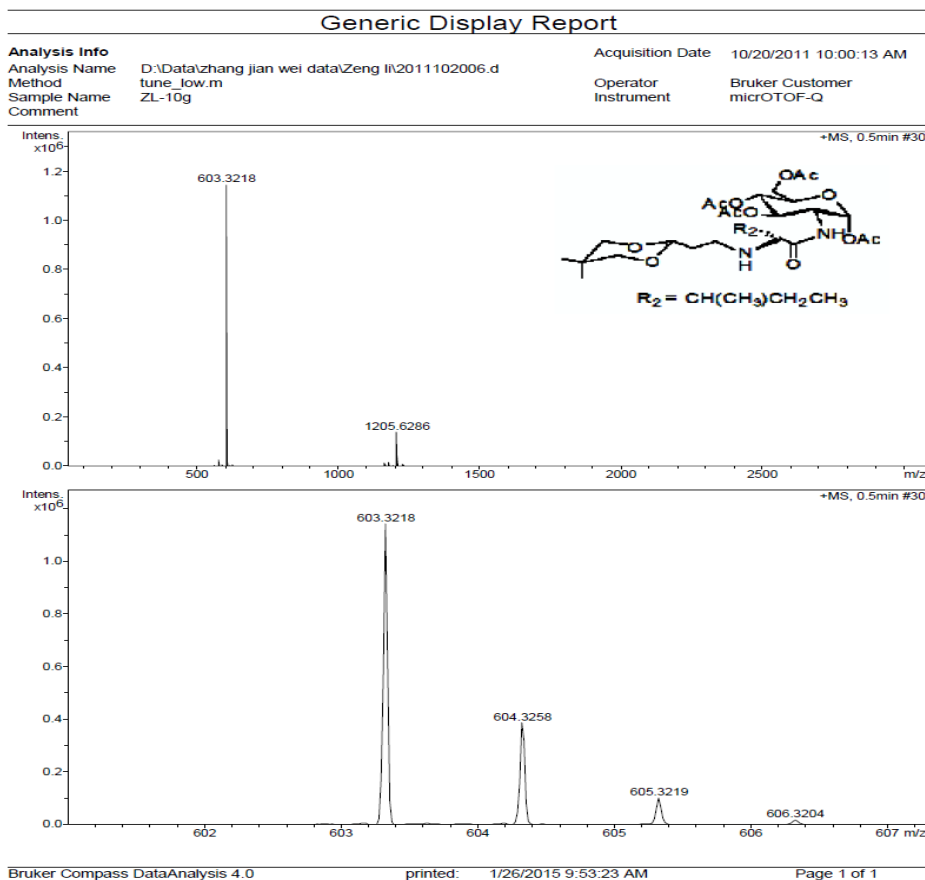 Generic Display Report
Analysis Info
Acquisition Date 10/20/2011 10:00:13 AM
Analysis Name D:\Data\zhang jian wei data\Zeng li\2011102006.d
Method tune_low.m Operator Bruker Customer
Sample Name ZL-10g Instrument micrOTOF-Q
Comment
Intens.
x10⁶
+MS, 0.5min #30
1.2
1.0
0.8
0.6
0.4
0.2
0.0
603.3218
1205.6286
500 1000 1500 2000 2500 m/z
OAc
AcO O
AcO
R₂ NH OAc
O
O N O
H
R₂ = CH(CH₃)CH₂CH₃
Intens.
x10⁶
+MS, 0.5min #30
1.0
0.8
0.6
0.4
0.2
0.0
603.3218
604.3258
605.3219
606.3204
602 603 604 605 606 607 m/z
Bruker Compass DataAnalysis 4.0 printed: 1/26/2015 9:53:23 AM Page 1 of 1